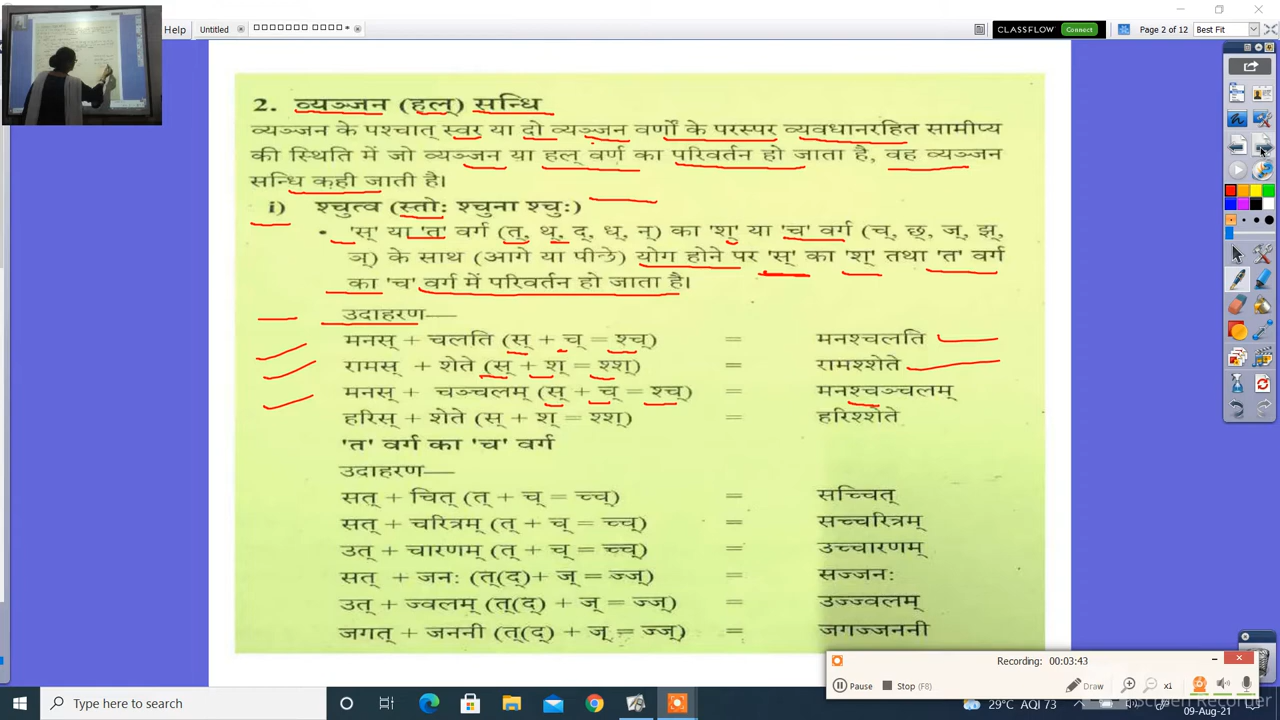 Help Untitled □□□□□□ □□□□ * CLASSFLOW Connect Page 2 of 12 Best Fit
2. व्यञ्जन (हल्) सन्धि
व्यञ्जन के पश्चात् स्वर या दो व्यञ्जन वर्णों के परस्पर व्यवधानरहित सामीप्य
की स्थिति में जो व्यञ्जन या हल् वर्ण का परिवर्तन हो जाता है, वह व्यञ्जन
सन्धि कही जाती है।
i) श्चुत्व (स्तोः श्चुना श्चुः)
• 'स्' या 'त' वर्ग (त्, थ्, द्, ध्, न्) का 'श्' या 'च' वर्ग (च्, छ्, ज्, झ्,
ञ्) के साथ (आगे या पीछे) योग होने पर 'स्' का 'श्' तथा 'त' वर्ग
का 'च' वर्ग में परिवर्तन हो जाता है।
उदाहरण—
मनस् + चलति (स् + च् = श्च्) = मनश्चलति
रामस् + शेते (स् + श् = श्श्) = रामश्शेते
मनस् + चञ्चलम् (स् + च् = श्च्) = मनश्चञ्चलम्
हरिस् + शेते (स् + श् = श्श्) = हरिश्शेते
'त' वर्ग का 'च' वर्ग
उदाहरण—
सत् + चित् (त् + च् = च्च्) = सच्चित्
सत् + चरित्रम् (त् + च् = च्च्) = सच्चरित्रम्
उत् + चारणम् (त् + च् = च्च्) = उच्चारणम्
सत् + जनः (त्(द्)+ ज् = ज्ज्) = सज्जनः
उत् + ज्वलम् (त्(द्) + ज् = ज्ज्) = उज्ज्वलम्
जगत् + जननी (त्(द्) + ज् = ज्ज्) = जगज्जननी
Recording: 00:03:43
Pause Stop (F8) Draw x1
Type here to search 29°C AQI 73
Screen Recorder
09-Aug-21